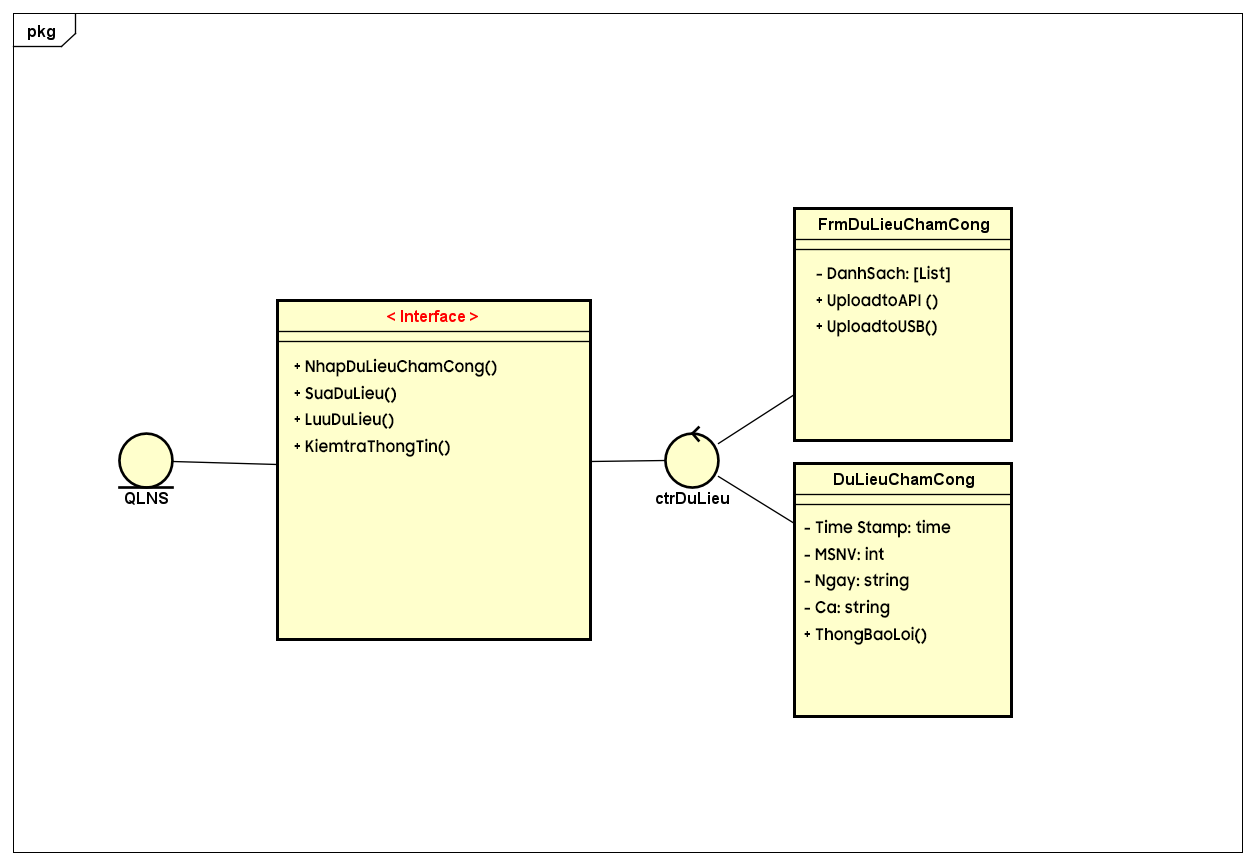 pkg
FrmDuLieuChamCong
- DanhSach: [List]
+ UploadtoAPI ()
+ UploadtoUSB()
< Interface >
+ NhapDuLieuChamCong()
+ SuaDuLieu()
+ LuuDuLieu()
+ KiemtraThongTin()
QLNS
ctrDuLieu
DuLieuChamCong
- Time Stamp: time
- MSNV: int
- Ngay: string
- Ca: string
+ ThongBaoLoi()